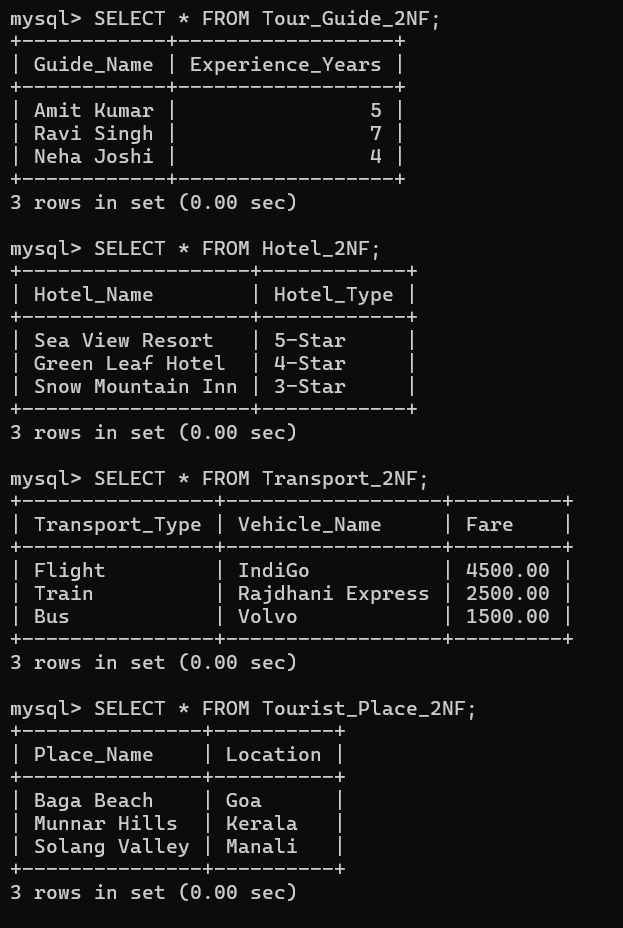 mysql> SELECT * FROM Tour_Guide_2NF;
+------------+------------------+
| Guide_Name | Experience_Years |
+------------+------------------+
| Amit Kumar |                5 |
| Ravi Singh |                7 |
| Neha Joshi |                4 |
+------------+------------------+
3 rows in set (0.00 sec)

mysql> SELECT * FROM Hotel_2NF;
+-------------------+------------+
| Hotel_Name        | Hotel_Type |
+-------------------+------------+
| Sea View Resort   | 5-Star     |
| Green Leaf Hotel  | 4-Star     |
| Snow Mountain Inn | 3-Star     |
+-------------------+------------+
3 rows in set (0.00 sec)

mysql> SELECT * FROM Transport_2NF;
+----------------+------------------+---------+
| Transport_Type | Vehicle_Name     | Fare    |
+----------------+------------------+---------+
| Flight         | IndiGo           | 4500.00 |
| Train          | Rajdhani Express | 2500.00 |
| Bus            | Volvo            | 1500.00 |
+----------------+------------------+---------+
3 rows in set (0.00 sec)

mysql> SELECT * FROM Tourist_Place_2NF;
+---------------+----------+
| Place_Name    | Location |
+---------------+----------+
| Baga Beach    | Goa      |
| Munnar Hills  | Kerala   |
| Solang Valley | Manali   |
+---------------+----------+
3 rows in set (0.00 sec)